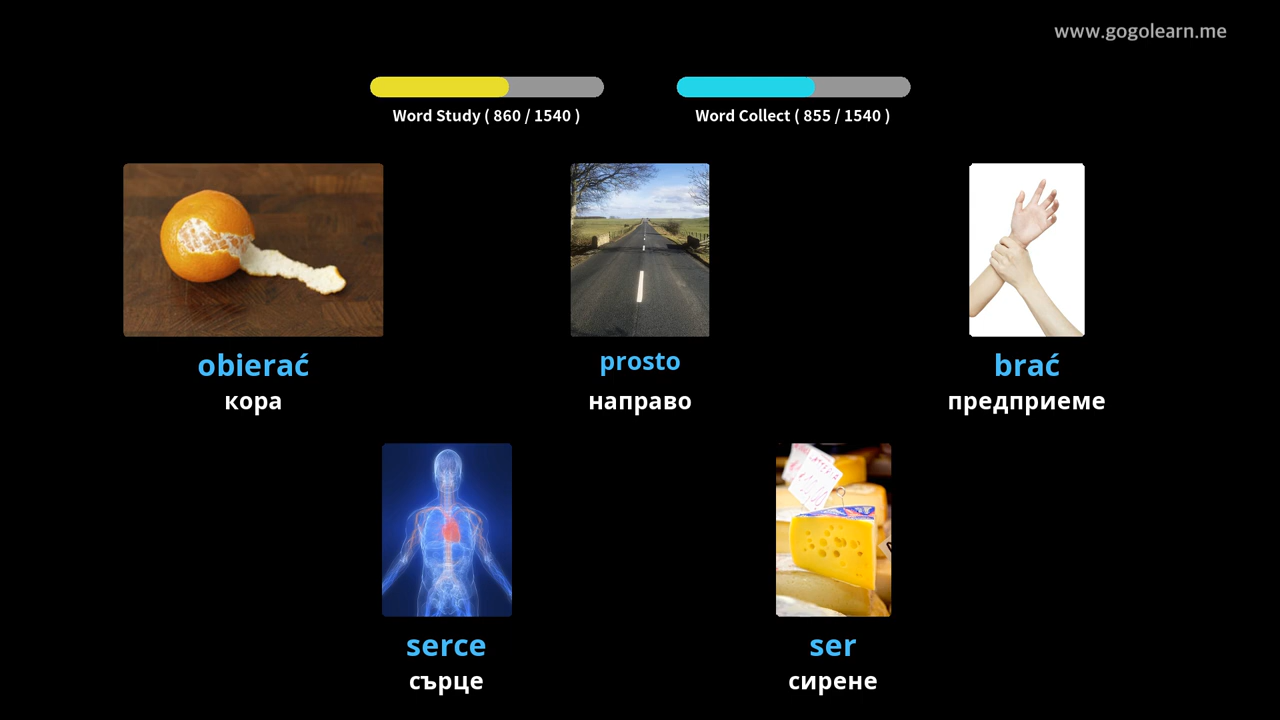 www.gogolearn.me
Word Study ( 860 / 1540 )
Word Collect ( 855 / 1540 )
obierać
prosto
brać
кора
направо
предприеме
serce
ser
сърце
сирене